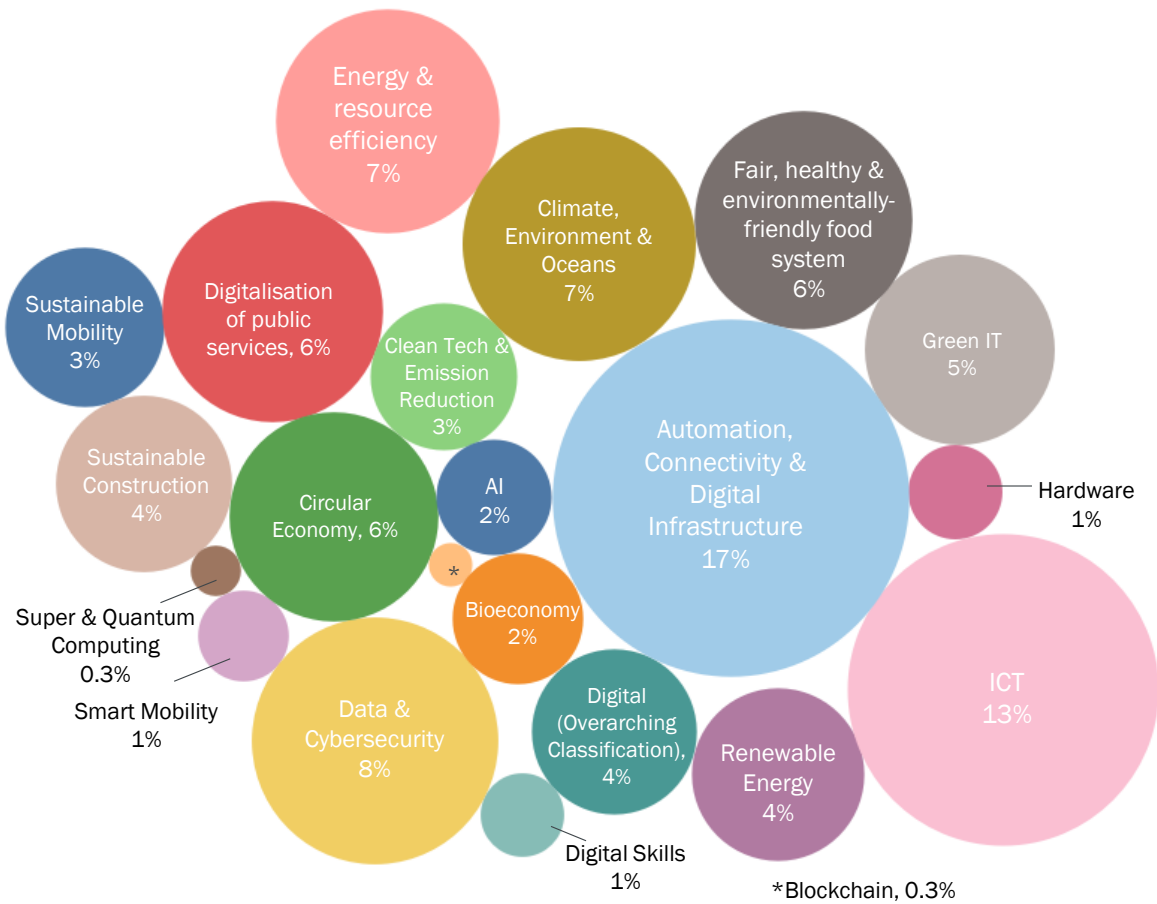 Energy &
resource
efficiency
7%
Climate,
Environment &
Oceans
7%
Fair, healthy &
environmentally-
friendly food
system
6%
Sustainable
Mobility
3%
Digitalisation
of public
services, 6%
Clean Tech &
Emission
Reduction
3%
Green IT
5%
Automation,
Connectivity &
Digital
Infrastructure
17%
Sustainable
Construction
4%
Circular
Economy, 6%
AI
2%
Hardware
1%
*
Bioeconomy
2%
Super & Quantum
Computing
0.3%
Smart Mobility
1%
Data &
Cybersecurity
8%
Digital
(Overarching
Classification),
4%
Renewable
Energy
4%
ICT
13%
Digital Skills
1%
*Blockchain, 0.3%